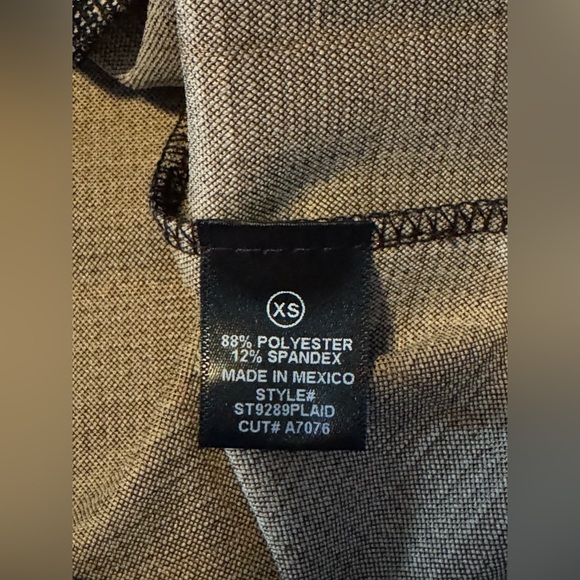 XS
88% POLYESTER
12% SPANDEX
MADE IN MEXICO
STYLE#
ST9289PLAID
CUT# A7076